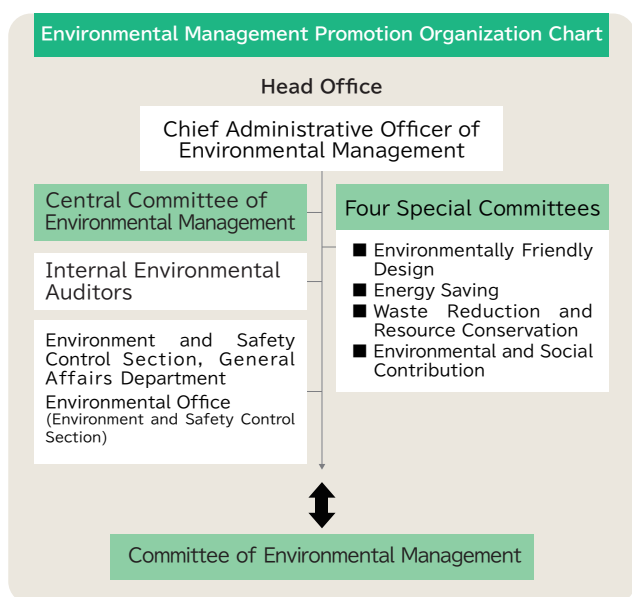 Environmental Management Promotion Organization Chart
Head Office
Chief Administrative Officer of
Environmental Management
Central Committee of
Environmental Management
Internal Environmental
Auditors
Environment and Safety
Control Section, General
Affairs Department
Environmental Office
(Environment and Safety Control
Section)
Four Special Committees
■ Environmentally Friendly
Design
■ Energy Saving
■ Waste Reduction and
Resource Conservation
■ Environmental and Social
Contribution
Committee of Environmental Management